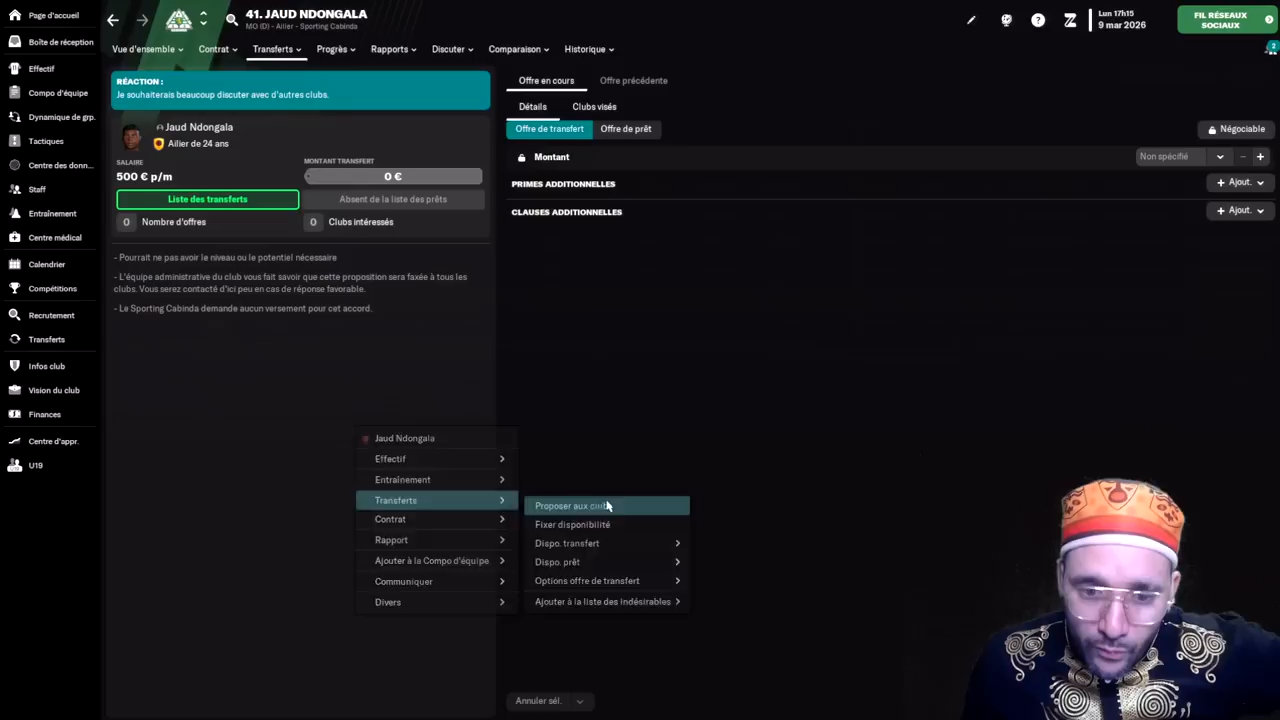 Page d'accueil
Boîte de réception
Effectif
Compo d'équipe
Dynamique de grp.
Tactiques
Centre des donn...
Staff
Entraînement
Centre médical
Calendrier
Compétitions
Recrutement
Transferts
Infos club
Vision du club
Finances
Centre d'appr.
U19
41. JAUD NDONGALA
MO (D) - Ailier - Sporting Cabinda
Lun 17h15
9 mar 2026
FIL RÉSEAUX
SOCIAUX
2
Vue d'ensemble
Contrat
Transferts
Progrès
Rapports
Discuter
Comparaison
Historique
RÉACTION :
Je souhaiterais beaucoup discuter avec d'autres clubs.
Jaud Ndongala
Ailier de 24 ans
SALAIRE
500 € p/m
MONTANT TRANSFERT
0 €
Liste des transferts
Absent de la liste des prêts
0 Nombre d'offres
0 Clubs intéressés
- Pourrait ne pas avoir le niveau ou le potentiel nécessaire
- L'équipe administrative du club vous fait savoir que cette proposition sera faxée à tous les
clubs. Vous serez contacté d'ici peu en cas de réponse favorable.
- Le Sporting Cabinda demande aucun versement pour cet accord.
Offre en cours
Offre précédente
Détails
Clubs visés
Offre de transfert
Offre de prêt
Négociable
Montant
Non spécifié
PRIMES ADDITIONNELLES
+ Ajout.
CLAUSES ADDITIONNELLES
+ Ajout.
Jaud Ndongala
Effectif
Entraînement
Transferts
Contrat
Rapport
Ajouter à la Compo d'équipe
Communiquer
Divers
Proposer aux
Fixer disponibilité
Dispo. transfert
Dispo. prêt
Options offre de transfert
Ajouter à la liste des indésirables
Annuler sél.